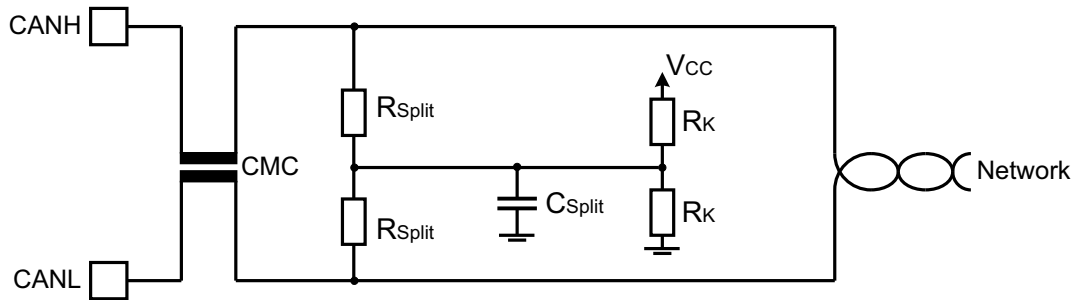 CANH
VCC
RSplit
RK
CMC
Network
CSplit
RSplit
RK
CANL